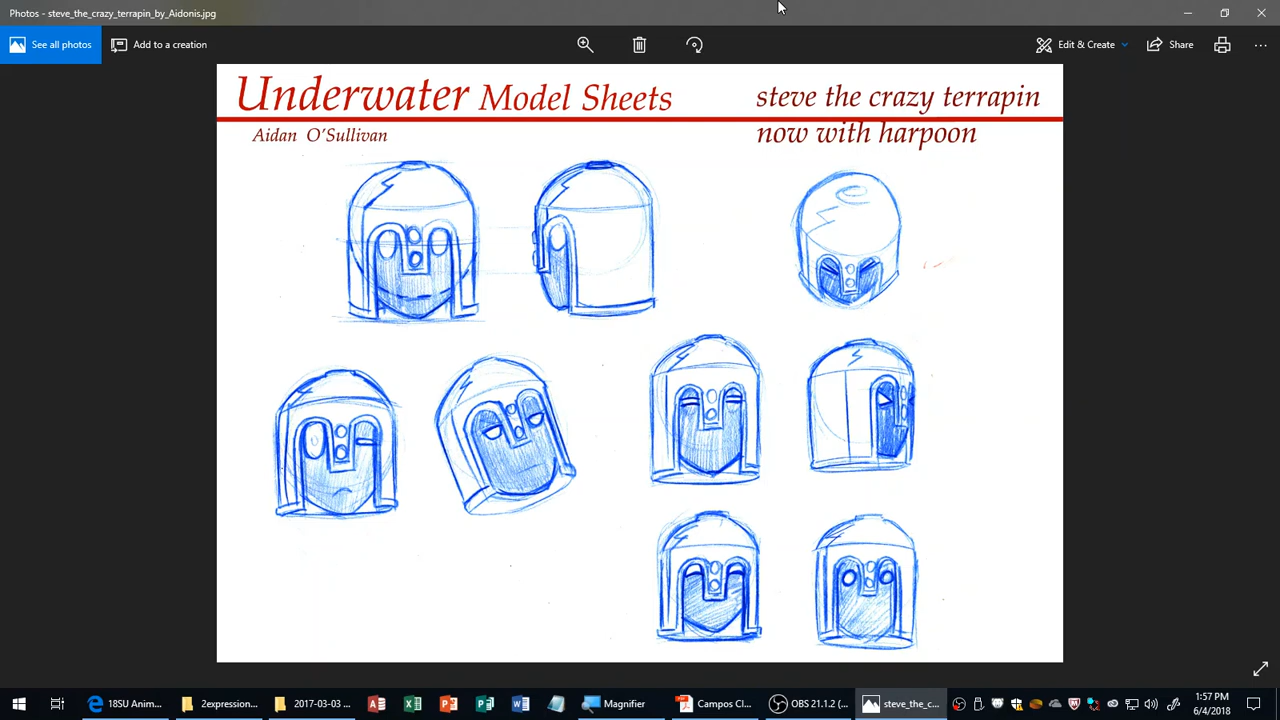 Photos - steve_the_crazy_terrapin_by_Aidonis.jpg
See all photos
Add to a creation
Edit & Create
Share
Underwater Model Sheets
steve the crazy terrapin
now with harpoon
Aidan O'Sullivan
18SU Anim...
2expression...
2017-03-03 ...
Magnifier
Campos Cl...
OBS 21.1.2 (...
steve_the_c...
1:57 PM
6/4/2018